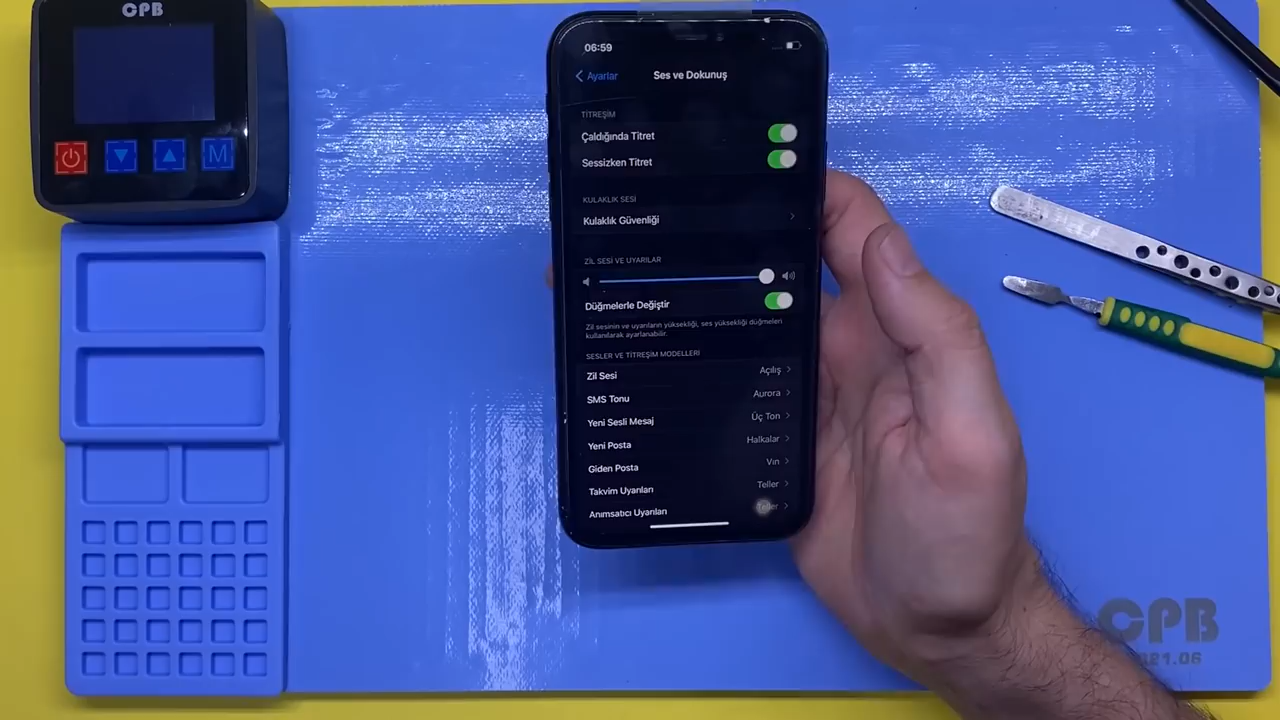 CPB
M
06:59
Ayarlar
Ses ve Dokunuş
TİTREŞİM
Çaldığında Titret
Sessizken Titret
KULAKLIK SESİ
Kulaklık Güvenliği
ZİL SESİ VE UYARILAR
Düğmelerle Değiştir
Zil sesinin ve uyarıların yüksekliği, ses yüksekliği düğmeleri
kullanılarak ayarlanabilir.
SESLER VE TİTREŞİM MODELLERİ
Zil Sesi Açılış
SMS Tonu Aurora
Yeni Sesli Mesaj Üç Ton
Yeni Posta Halkalar
Giden Posta Vın
Takvim Uyarıları Teller
Anımsatıcı Uyarıları Teller
CPB
21.06